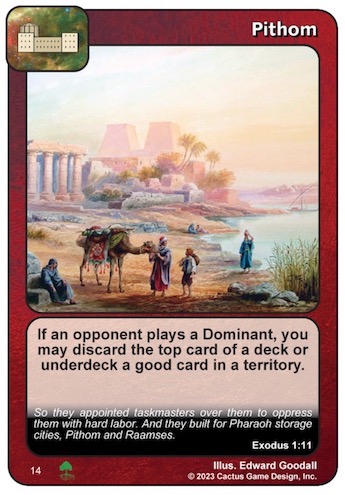 Pithom
If an opponent plays a Dominant, you
may discard the top card of a deck or
underdeck a good card in a territory.
So they appointed taskmasters over them to oppress
them with hard labor. And they built for Pharaoh storage
cities, Pithom and Raamses.
Exodus 1:11
14
Illus. Edward Goodall
© 2023 Cactus Game Design, Inc.